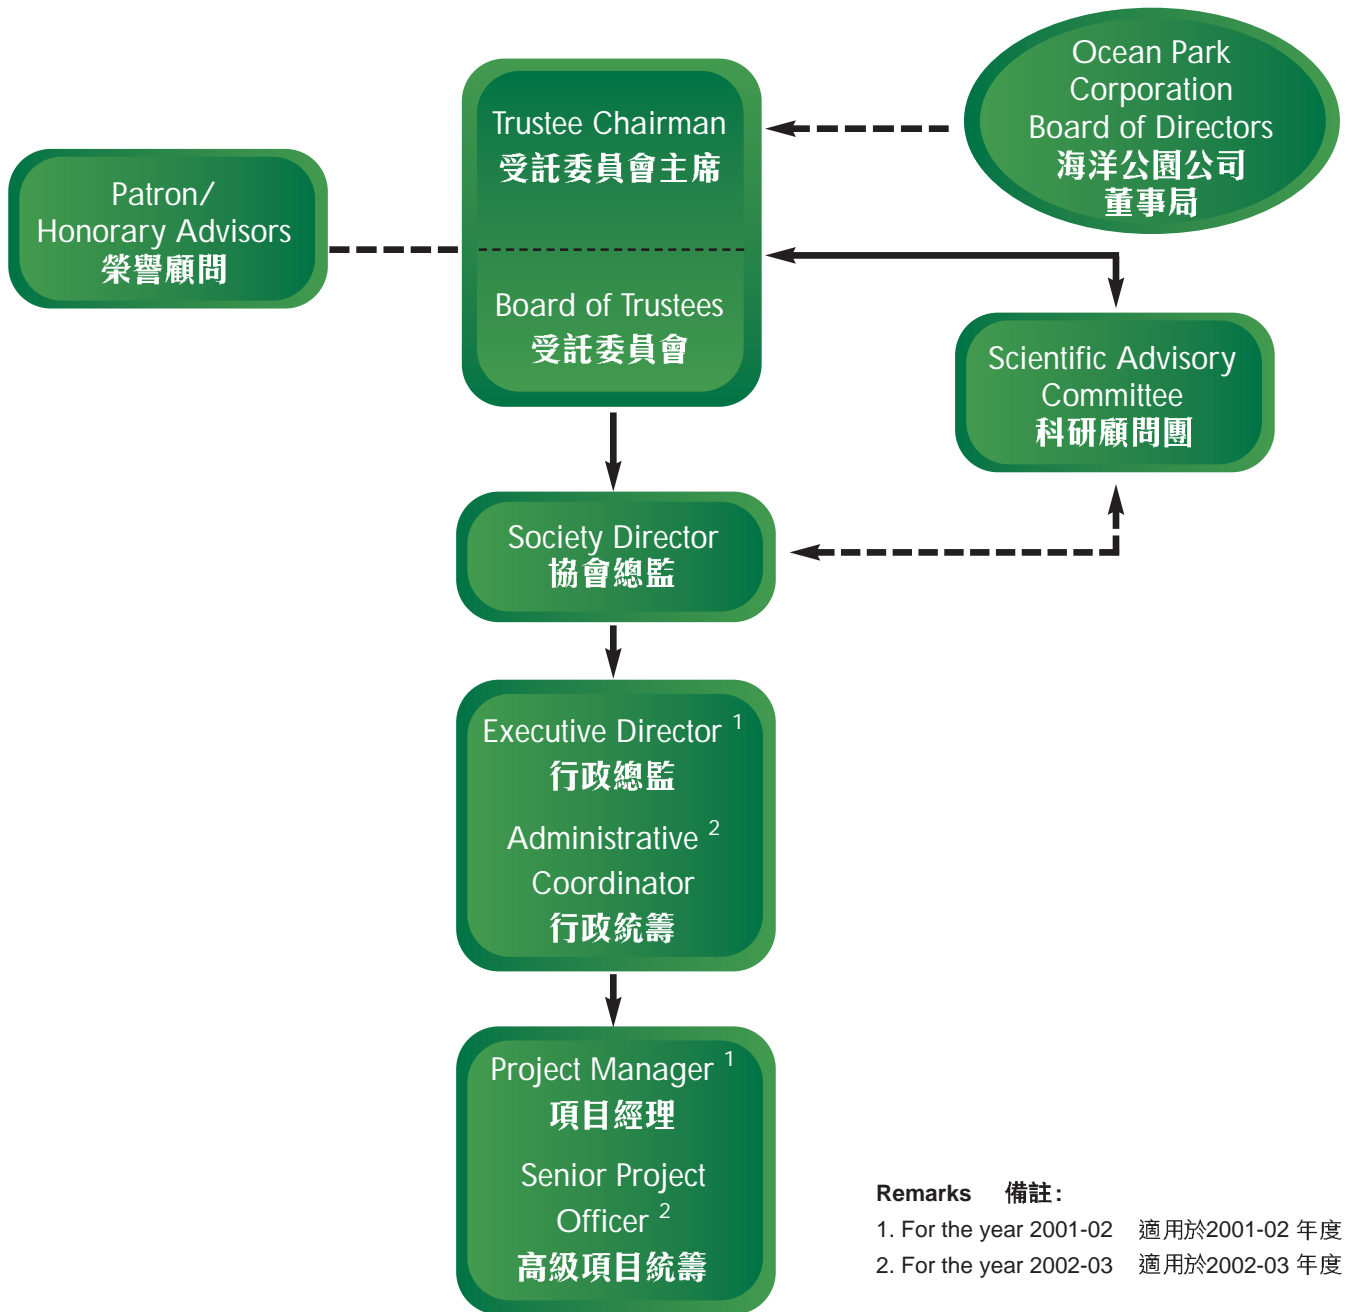 Ocean Park
Corporation
Board of Directors
海洋公園公司
董事局
Trustee Chairman
受託委員會主席
Patron/
Honorary Advisors
榮譽顧問
Board of Trustees
受託委員會
Scientific Advisory
Committee
科研顧問團
Society Director
協會總監
Executive Director 1
行政總監
Administrative 2
Coordinator
行政統籌
Project Manager 1
項目經理
Senior Project
Officer 2
高級項目統籌
Remarks 備註:
1. For the year 2001-02 適用於2001-02 年度
2. For the year 2002-03 適用於2002-03 年度